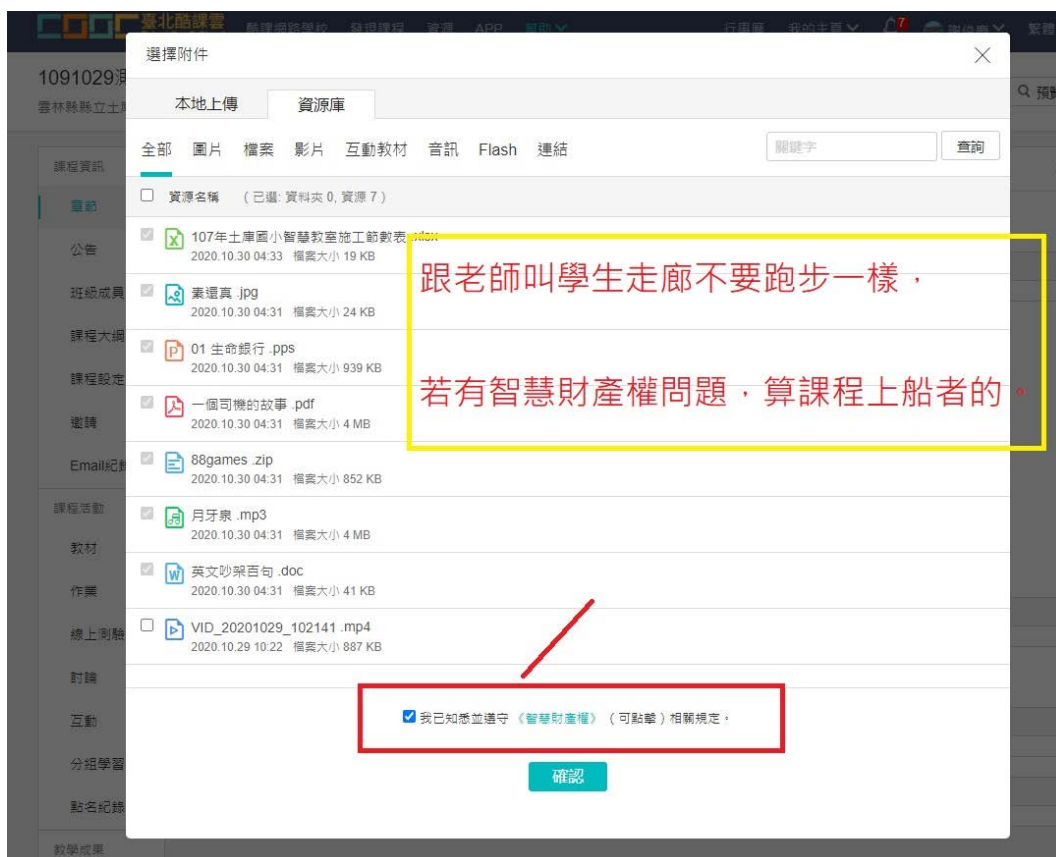 臺北酷課雲
酷課網路學校 發現課程 資源 APP 幫助
我的主頁
7
1091029測
雲林縣縣立土庫
課程資訊
章節
公告
班級成員
課程大綱
課程設定
邀請
Email紀錄
課程活動
教材
作業
線上測驗
討論
互動
分組學習
點名紀錄
教學成果
選擇附件
本地上傳 資源庫
全部 圖片 檔案 影片 互動教材 音訊 Flash 連結 關鍵字 查詢
資源名稱 (已選: 資料夾 0, 資源 7)
107年土庫國小智慧教室施工節數表 .xlsx
2020.10.30 04:33 檔案大小 19 KB
素還真 .jpg
2020.10.30 04:31 檔案大小 24 KB
01 生命銀行 .pps
2020.10.30 04:31 檔案大小 939 KB
一個司機的故事 .pdf
2020.10.30 04:31 檔案大小 4 MB
88games .zip
2020.10.30 04:31 檔案大小 852 KB
月牙泉 .mp3
2020.10.30 04:31 檔案大小 4 MB
英文吵架百句 .doc
2020.10.30 04:31 檔案大小 41 KB
VID_20201029_102141 .mp4
2020.10.29 10:22 檔案大小 887 KB
跟老師叫學生走廊不要跑步一樣，
若有智慧財產權問題，算課程上船者的。
我已知悉並遵守《智慧財產權》（可點擊）相關規定。
確認